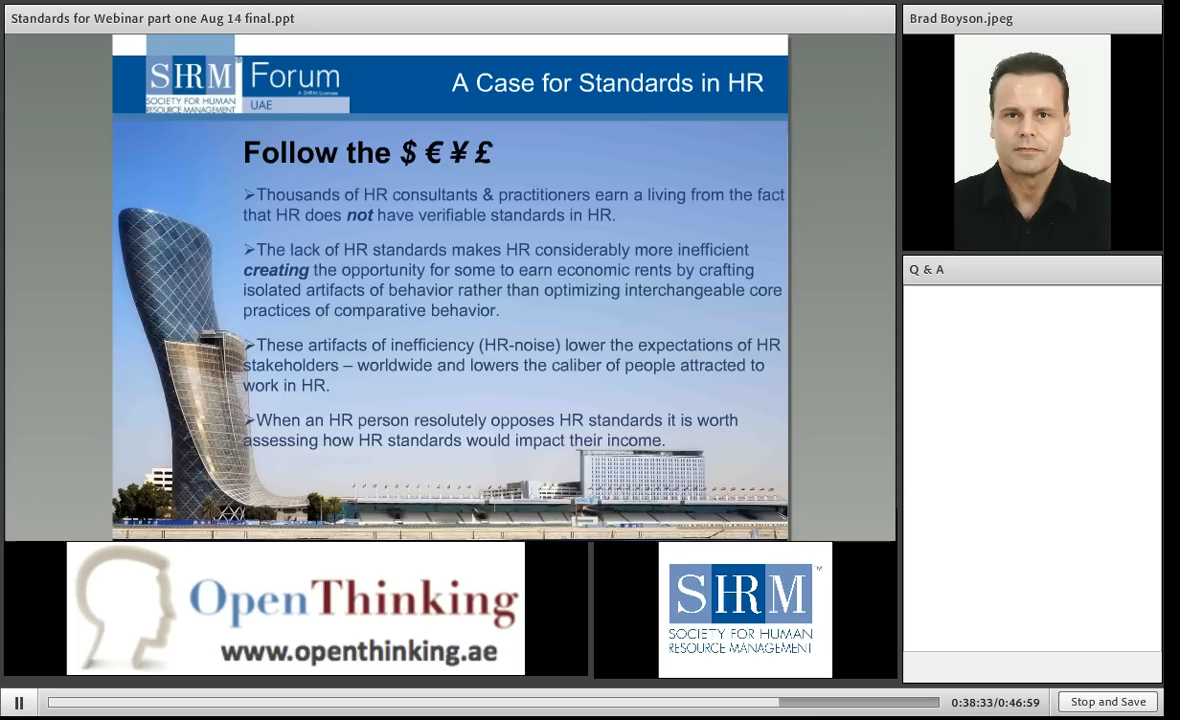 Standards for Webinar part one Aug 14 final.ppt
SHRM
SOCIETY FOR HUMAN
RESOURCE MANAGEMENT
Forum
A SHRM Licensee
UAE
A Case for Standards in HR
Follow the $ € ¥ £
➢Thousands of HR consultants & practitioners earn a living from the fact
that HR does not have verifiable standards in HR.
➢The lack of HR standards makes HR considerably more inefficient
creating the opportunity for some to earn economic rents by crafting
isolated artifacts of behavior rather than optimizing interchangeable core
practices of comparative behavior.
➢These artifacts of inefficiency (HR-noise) lower the expectations of HR
stakeholders – worldwide and lowers the caliber of people attracted to
work in HR.
➢When an HR person resolutely opposes HR standards it is worth
assessing how HR standards would impact their income.
OpenThinking
www.openthinking.ae
SHRM™
SOCIETY FOR HUMAN
RESOURCE MANAGEMENT
Brad Boyson.jpeg
Q & A
0:38:33/0:46:59
Stop and Save